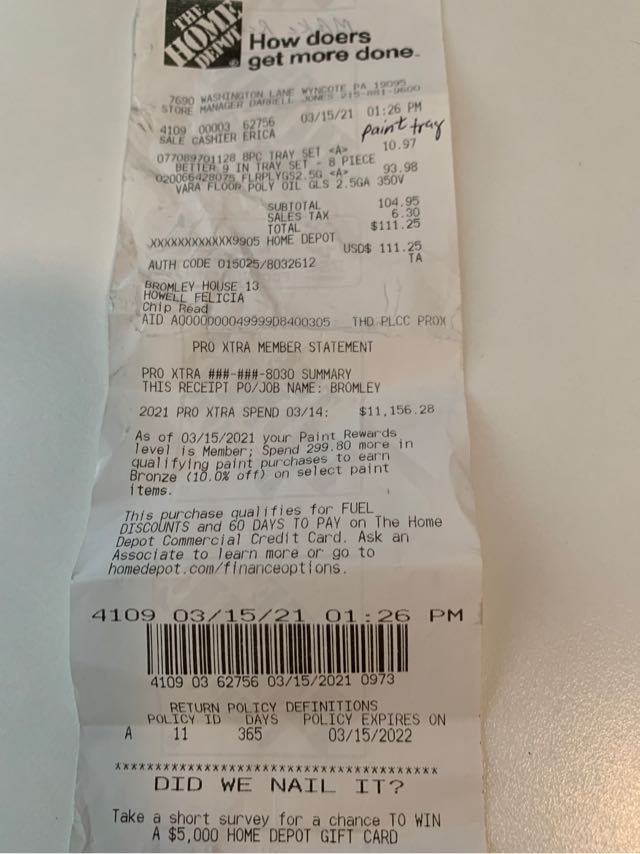 THE HOME DEPOT
How doers
get more done.
7690 WASHINGTON LANE WYNCOTE, PA 19095
STORE MANAGER DARRELL JONES 215-881-9600
4109 00003 62756 03/15/21 01:26 PM
SALE CASHIER ERICA
paint tray
077089701128 8PC TRAY SET <A> 10.97
BETTER 9 IN TRAY SET - 8 PIECE
020066428075 FLRPLYGS2.5G <A> 93.98
VARA FLOOR POLY OIL GLS 2.5GA 350V
SUBTOTAL 104.95
SALES TAX 6.30
TOTAL $111.25
XXXXXXXXXXXX9905 HOME DEPOT
USD$ 111.25
AUTH CODE 015025/8032612 TA
BROMLEY HOUSE 13
HOWELL FELICIA
Chip Read
AID A0000000049999D8400305 THD PLCC PROX
PRO XTRA MEMBER STATEMENT
PRO XTRA ###-###-8030 SUMMARY
THIS RECEIPT PO/JOB NAME: BROMLEY
2021 PRO XTRA SPEND 03/14: $11,156.28
As of 03/15/2021 your Paint Rewards
level is Member; Spend 299.80 more in
qualifying paint purchases to earn
Bronze (10.0% off) on select paint
items.
This purchase qualifies for FUEL
DISCOUNTS and 60 DAYS TO PAY on The Home
Depot Commercial Credit Card. Ask an
Associate to learn more or go to
homedepot.com/financeoptions.
4109 03/15/21 01:26 PM
4109 03 62756 03/15/2021 0973
RETURN POLICY DEFINITIONS
POLICY ID DAYS POLICY EXPIRES ON
A 11 365 03/15/2022
****************************************
DID WE NAIL IT?
Take a short survey for a chance TO WIN
A $5,000 HOME DEPOT GIFT CARD